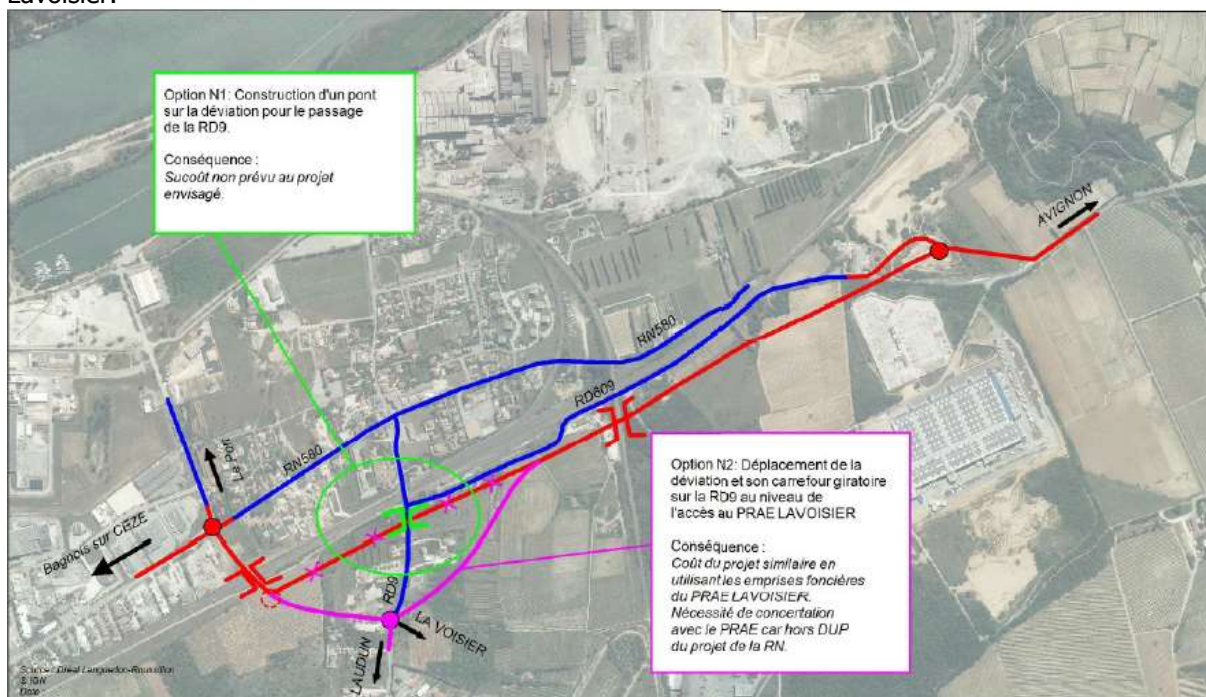 Lavoisier.
Option N1: Construction d'un pont
sur la déviation pour le passage
de la RD9.
Conséquence :
Sucoût non prévu au projet
envisagé.
AVIGNON
RN580
RD809
RN580
Le Port
Bagnols sur CEZE
RD9
LA VOISIER
LAUDUN
Option N2: Déplacement de la
déviation et son carrefour giratoire
sur la RD9 au niveau de
l'accès au PRAE LAVOISIER
Conséquence :
Coût du projet similaire en
utilisant les emprises foncières
du PRAE LAVOISIER.
Nécessité de concertation
avec le PRAE car hors DUP
du projet de la RN.
Source : Dreal Languedoc-Roussillon
© IGN
Date :